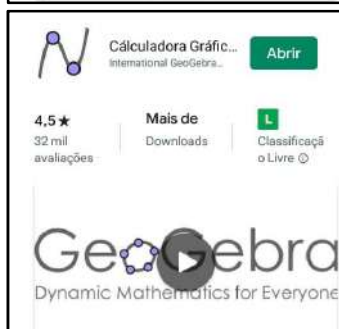 Cálculadora Gráfic...
International GeoGebra...
Abrir
4,5★
32 mil
avaliações
Mais de
Downloads
L
Classificaçã
o Livre ⓘ
GeoGebra
Dynamic Mathematics for Everyone